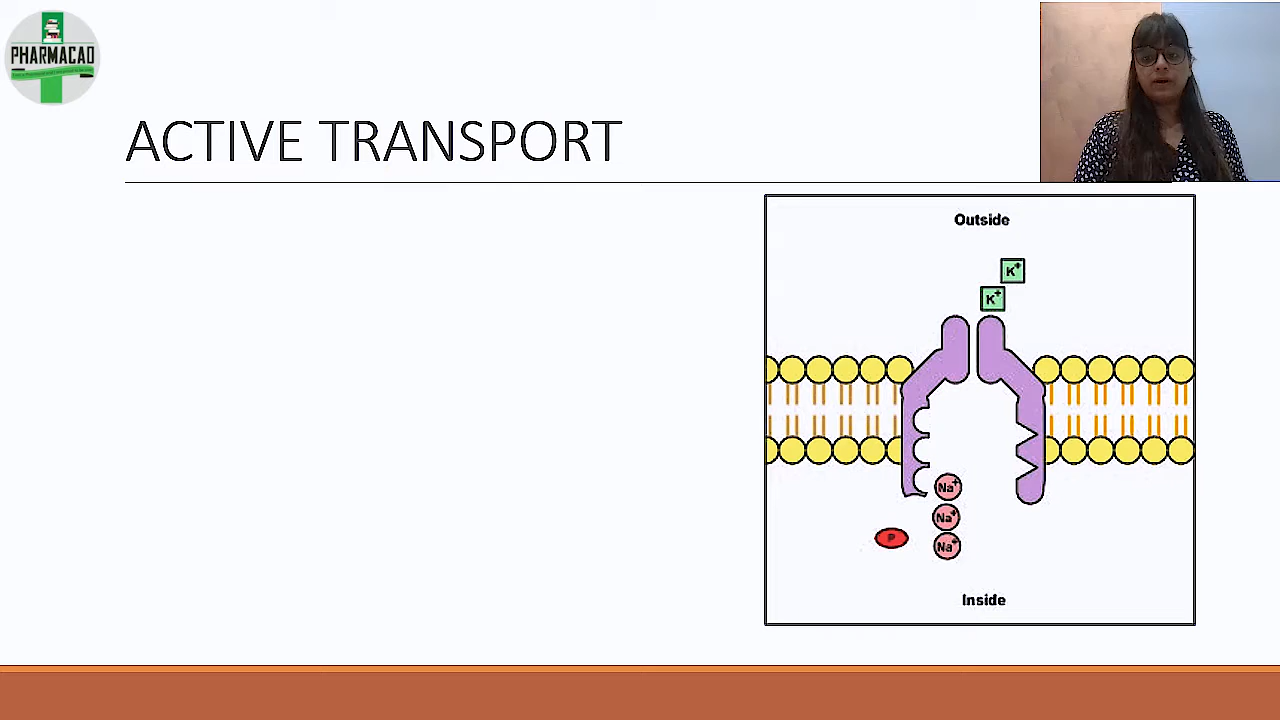 PHARMACAD
ACTIVE TRANSPORT
Outside
K+
K+
Na+
Na+
P
Na+
Inside